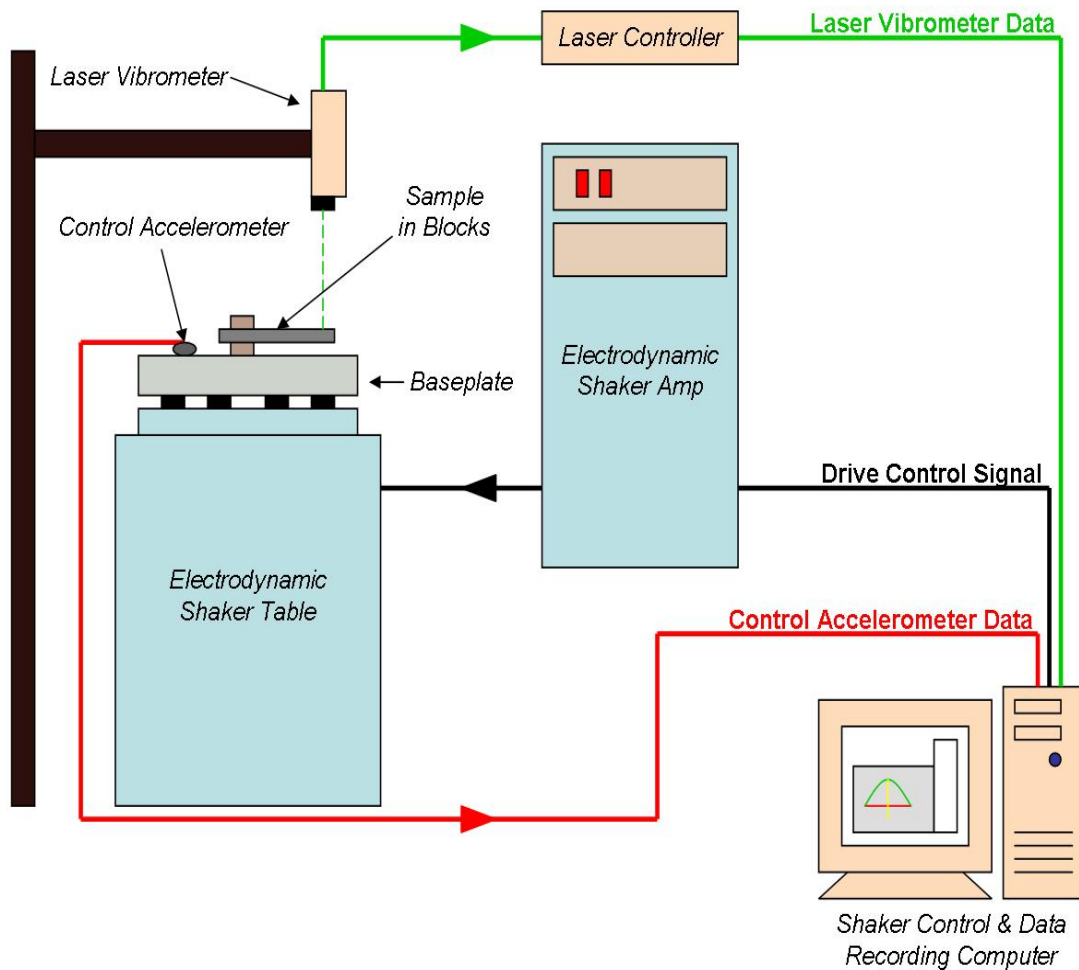 Laser Vibrometer Data
Laser Controller
Laser Vibrometer
Sample
in Blocks
Control Accelerometer
Electrodynamic
Shaker Amp
Baseplate
Drive Control Signal
Electrodynamic
Shaker Table
Control Accelerometer Data
Shaker Control & Data
Recording Computer